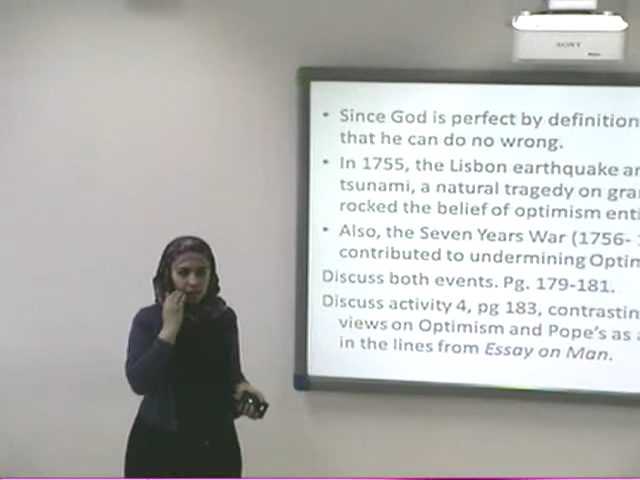 SONY
• Since God is perfect by definition
that he can do no wrong.
• In 1755, the Lisbon earthquake an
tsunami, a natural tragedy on gran
rocked the belief of optimism enti
• Also, the Seven Years War (1756-
contributed to undermining Optim
Discuss both events. Pg. 179-181.
Discuss activity 4, pg 183, contrastin
views on Optimism and Pope's as
in the lines from Essay on Man.